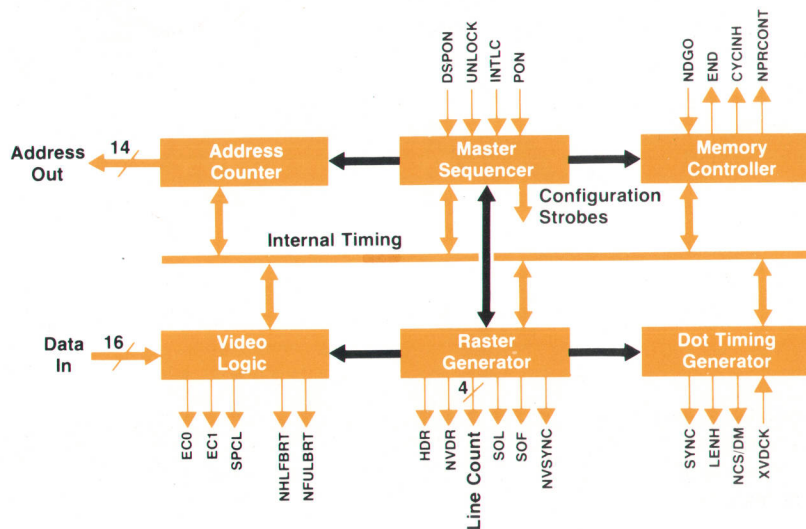 DSPON
UNLOCK
INTLC
PON
NDGO
END
CYCINH
NPRCONT
Address
Out
14
Address
Counter
Master
Sequencer
Memory
Controller
Configuration
Strobes
Internal Timing
Data
In
16
Video
Logic
Raster
Generator
Dot Timing
Generator
4
EC0
EC1
SPCL
NHLFBRT
NFULBRT
HDR
NVDR
Line Count
SOL
SOF
NVSYNC
SYNC
LENH
NCS/DM
XVDCK